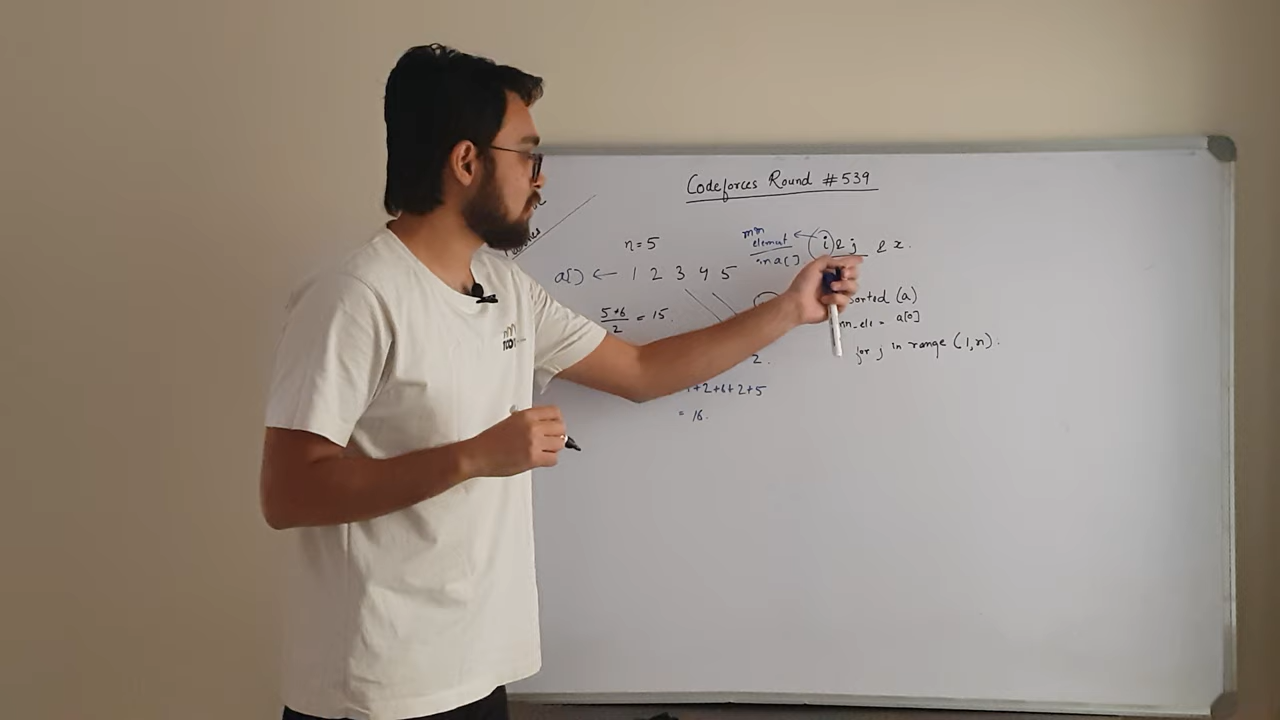 Codeforces Round #539
n=5
a[] ← 1 2 3 4 5
5*6
2
= 15.
min
element
in a[]
← i & j & x.
2.
+2+6+2+5
= 16.
sorted (a)
a[0]
for j in range (1,n).